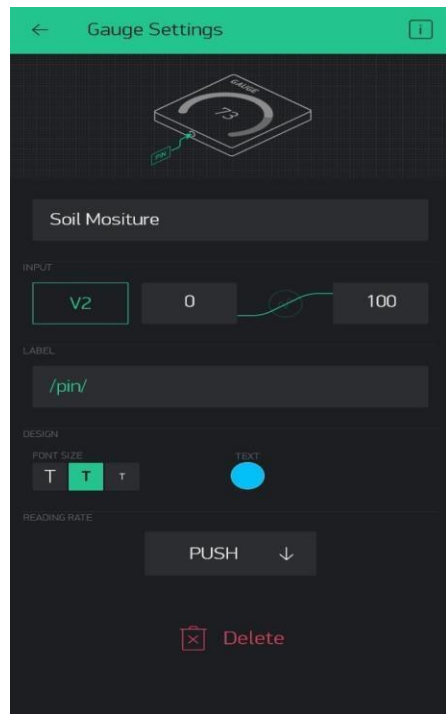 ← Gauge Settings i
GAUGE
73
PIN
Soil Mositure
INPUT
V2 0 100
LABEL
/pin/
DESIGN
FONT SIZE TEXT
T T T
READING RATE
PUSH ↓
Delete